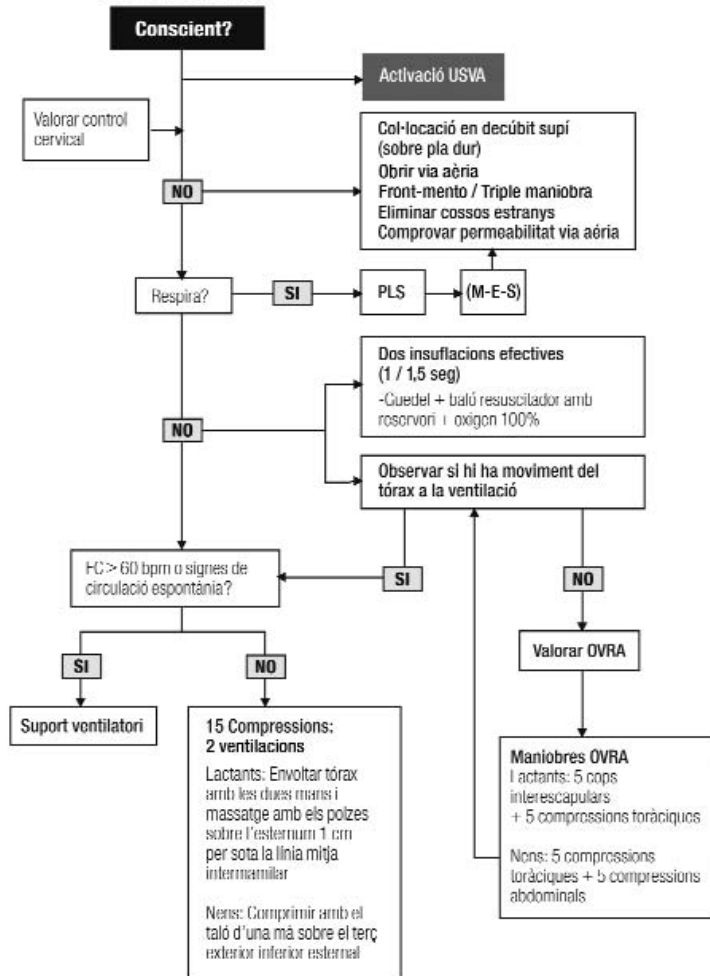 Conscient?
Activació USVA
Valorar control
cervical
Col·locació en decúbit supí
(sobre pla dur)
Obrir via aèria
Front-mento / Triple maniobra
Eliminar cossos estranys
Comprovar permeabilitat via aéria
NO
Respira?
SI
PLS
(M-E-S)
Dos insuflacions efectives
(1 / 1,5 seg)
-Guedel + baló resuscitador amb
reservori + oxigen 100%
NO
Observar si hi ha moviment del
tórax a la ventilació
FC > 60 bpm o signes de
circulació espontània?
SI
NO
SI
NO
Valorar OVRA
Suport ventilatori
15 Compressions:
2 ventilacions
Lactants: Envoltar tórax
amb les dues mans i
massatge amb els polzes
sobre l'esternum 1 cm
per sota la línia mitja
intermamilar
Nens: Comprimir amb el
taló d'una mà sobre el terç
exterior inferior esternal
Maniobres OVRA
Lactants: 5 cops
interescapulars
+ 5 compressions toràciques
Nens: 5 compressions
toràciques + 5 compressions
abdominals